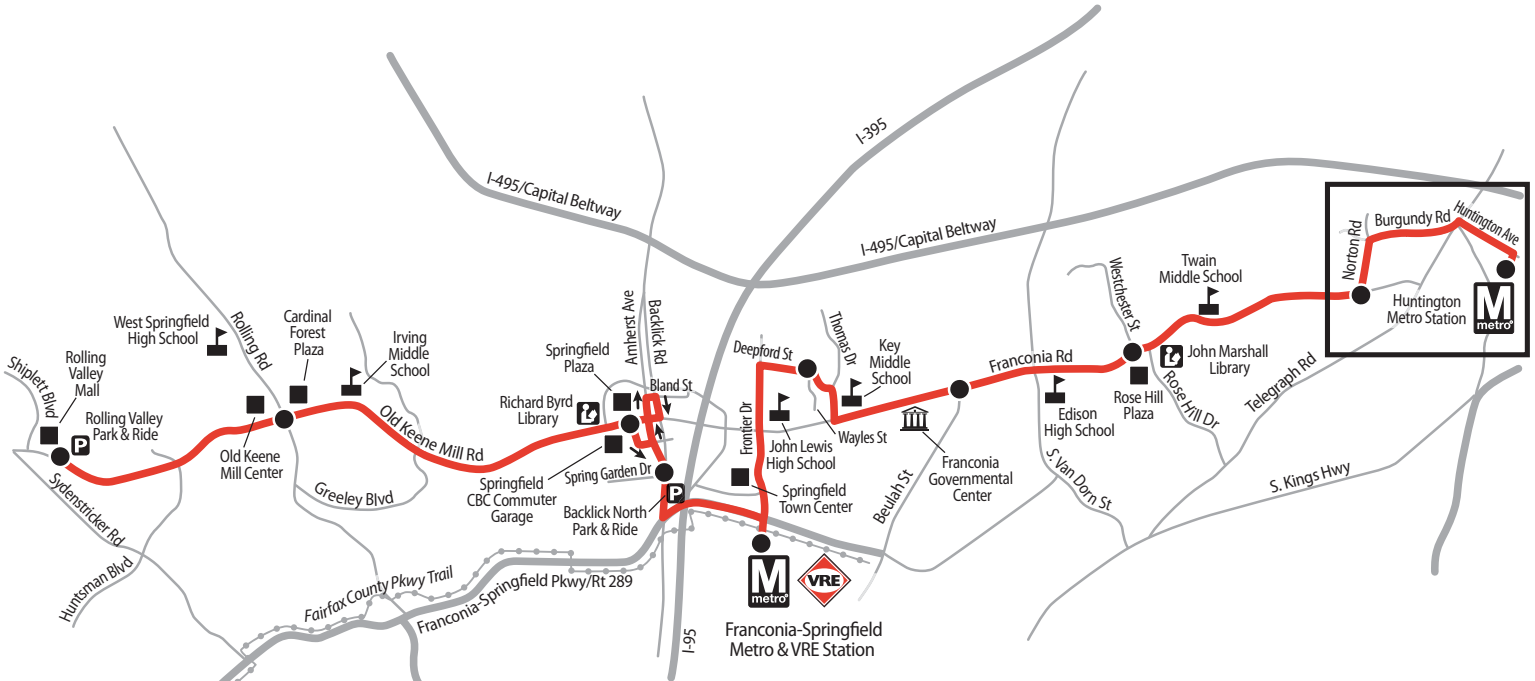 I-395
I-495/Capital Beltway
I-495/Capital Beltway
Huntington Ave
Burgundy Rd
Norton Rd
Huntington
Metro Station
M
metro
Twain
Middle School
Westchester St
John Marshall
Library
Rose Hill
Plaza
Rose Hill Dr
Telegraph Rd
Edison
High School
Franconia Rd
S. Van Dorn St
S. Kings Hwy
Beulah St
Franconia
Governmental
Center
Key
Middle
School
Thomas Dr
Deepford St
Wayles St
Frontier Dr
John Lewis
High School
Springfield
Town Center
Amherst Ave
Backlick Rd
Bland St
Springfield
Plaza
Richard Byrd
Library
Spring Garden Dr
Springfield
CBC Commuter
Garage
P
Backlick North
Park & Ride
Irving
Middle
School
Cardinal
Forest
Plaza
Rolling Rd
West Springfield
High School
Old Keene Mill Rd
Old Keene
Mill Center
Greeley Blvd
Shiplett Blvd
Rolling
Valley
Mall
Rolling Valley
Park & Ride
P
Sydenstricker Rd
Huntsman Blvd
Fairfax County Pkwy Trail
Franconia-Springfield Pkwy/Rt 289
I-95
M
metro
VRE
Franconia-Springfield
Metro & VRE Station